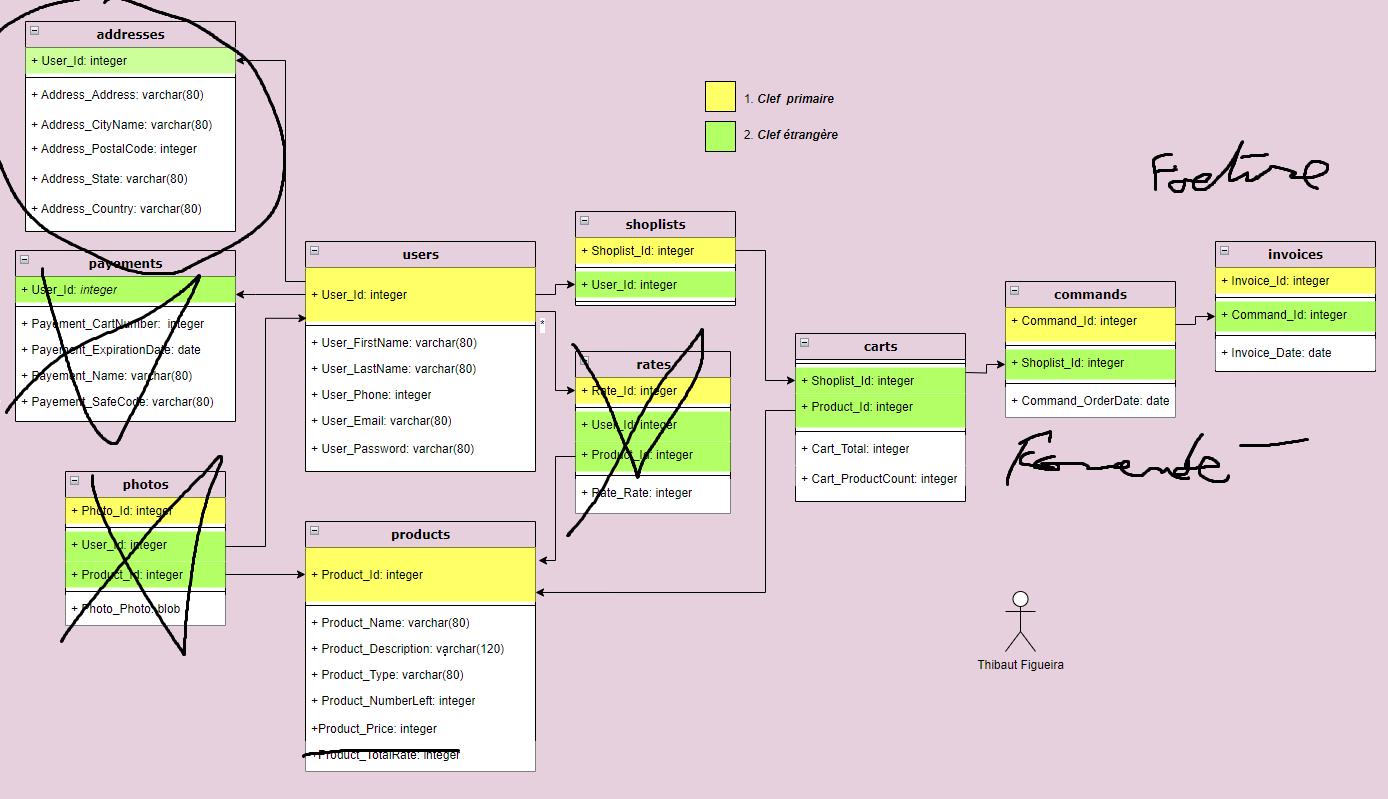 addresses
+ User_Id: integer
+ Address_Address: varchar(80)
+ Address_CityName: varchar(80)
+ Address_PostalCode: integer
+ Address_State: varchar(80)
+ Address_Country: varchar(80)
1. Clef primaire
2. Clef étrangère
Facture
payements
+ User_Id: integer
+ Payement_CartNumber: integer
+ Payement_ExpirationDate: date
+ Payement_Name: varchar(80)
+ Payement_SafeCode: varchar(80)
users
+ User_Id: integer
+ User_FirstName: varchar(80)
+ User_LastName: varchar(80)
+ User_Phone: integer
+ User_Email: varchar(80)
+ User_Password: varchar(80)
*
shoplists
+ Shoplist_Id: integer
+ User_Id: integer
rates
+ Rate_Id: integer
+ User_Id: integer
+ Product_Id: integer
+ Rate_Rate: integer
carts
+ Shoplist_Id: integer
+ Product_Id: integer
+ Cart_Total: integer
+ Cart_ProductCount: integer
commands
+ Command_Id: integer
+ Shoplist_Id: integer
+ Command_OrderDate: date
invoices
+ Invoice_Id: integer
+ Command_Id: integer
+ Invoice_Date: date
photos
+ Photo_Id: integer
+ User_Id: integer
+ Product_Id: integer
+ Photo_Photo: blob
products
+ Product_Id: integer
+ Product_Name: varchar(80)
+ Product_Description: varchar(120)
+ Product_Type: varchar(80)
+ Product_NumberLeft: integer
+Product_Price: integer
+Product_TotalRate: integer
Thibaut Figueira